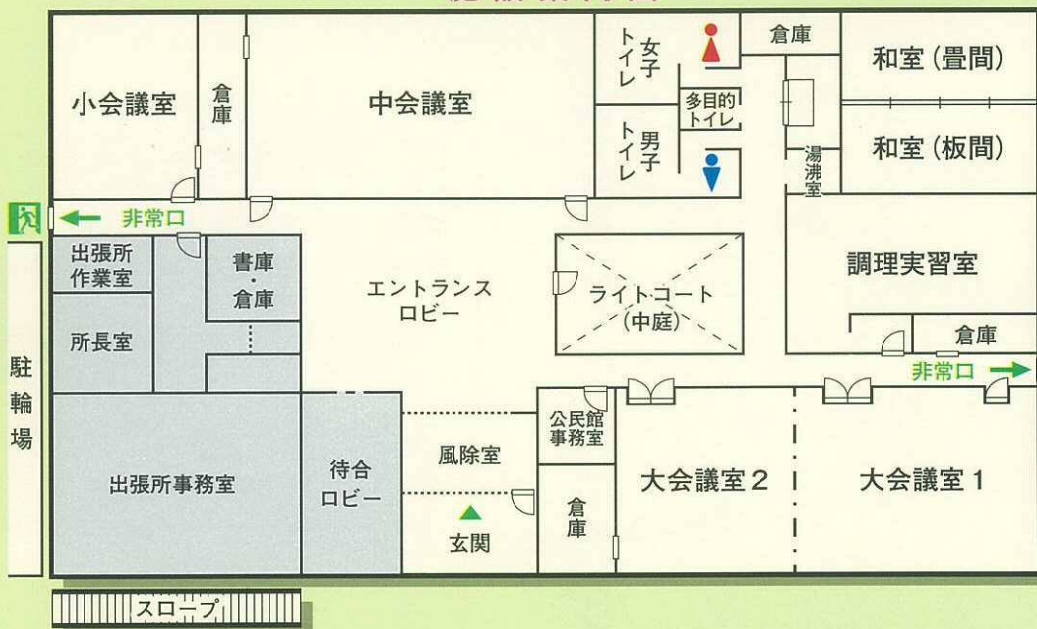 小会議室
倉庫
中会議室
女子
トイレ
男子
トイレ
多目的
トイレ
倉庫
湯沸室
和室(畳間)
和室(板間)
非常口
出張所
作業室
書庫
・
倉庫
所長室
エントランス
ロビー
ライトコート
(中庭)
調理実習室
倉庫
非常口
駐輪場
出張所事務室
待合
ロビー
風除室
玄関
公民館
事務室
倉庫
大会議室2
大会議室1
スロープ